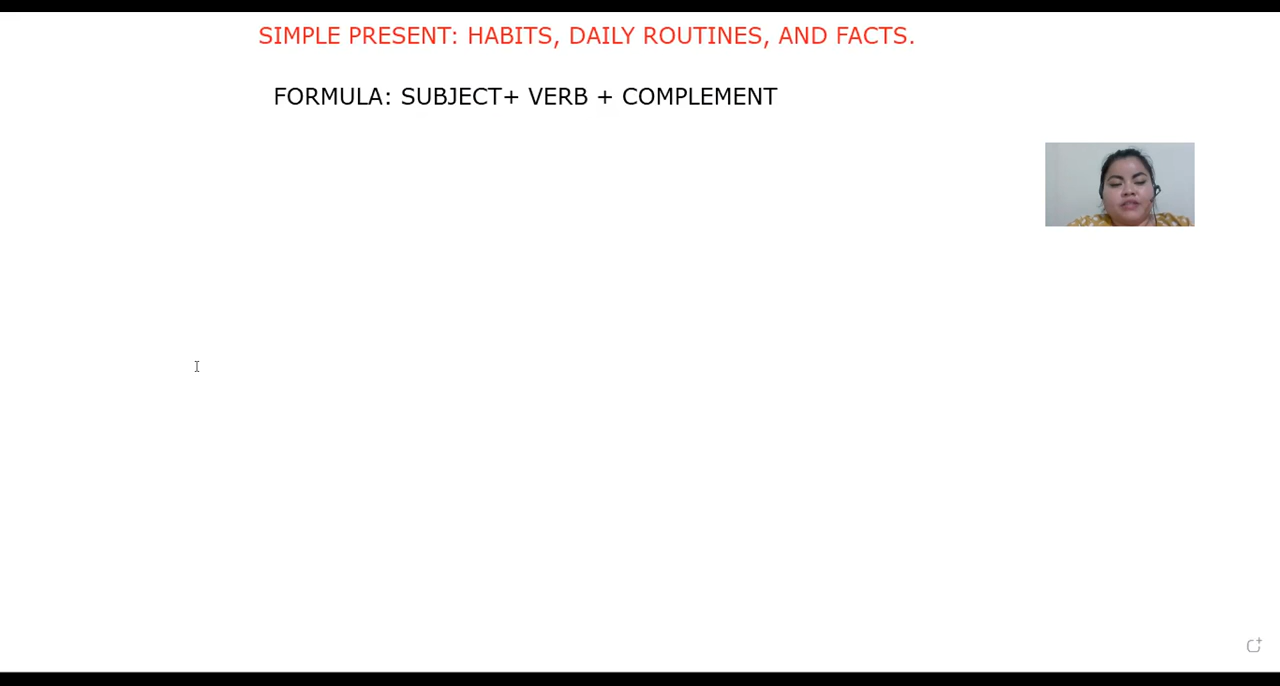 SIMPLE PRESENT: HABITS, DAILY ROUTINES, AND FACTS.
FORMULA: SUBJECT+ VERB + COMPLEMENT